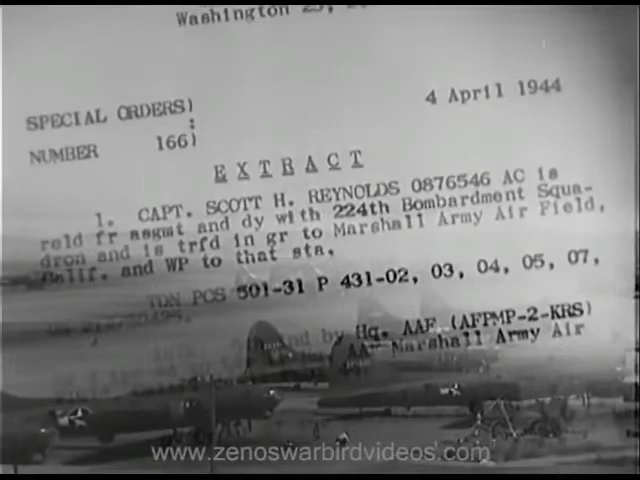 Washington 25,
SPECIAL ORDERS)
4 April 1944
:
NUMBER 166)
EXTRACT
1. CAPT. SCOTT H. REYNOLDS 0876546 AC is
reld fr asgmt and dy with 224th Bombardment Squa-
dron and is trfd in gr to Marshall Army Air Field,
Calif. and WP to that sta.
TDN PCS 501-31 P 431-02, 03, 04, 05, 07,
by Hq. AAF (AFPMP-2-KRS)
Marshall Army Air
www.zenoswarbirdvideos.com